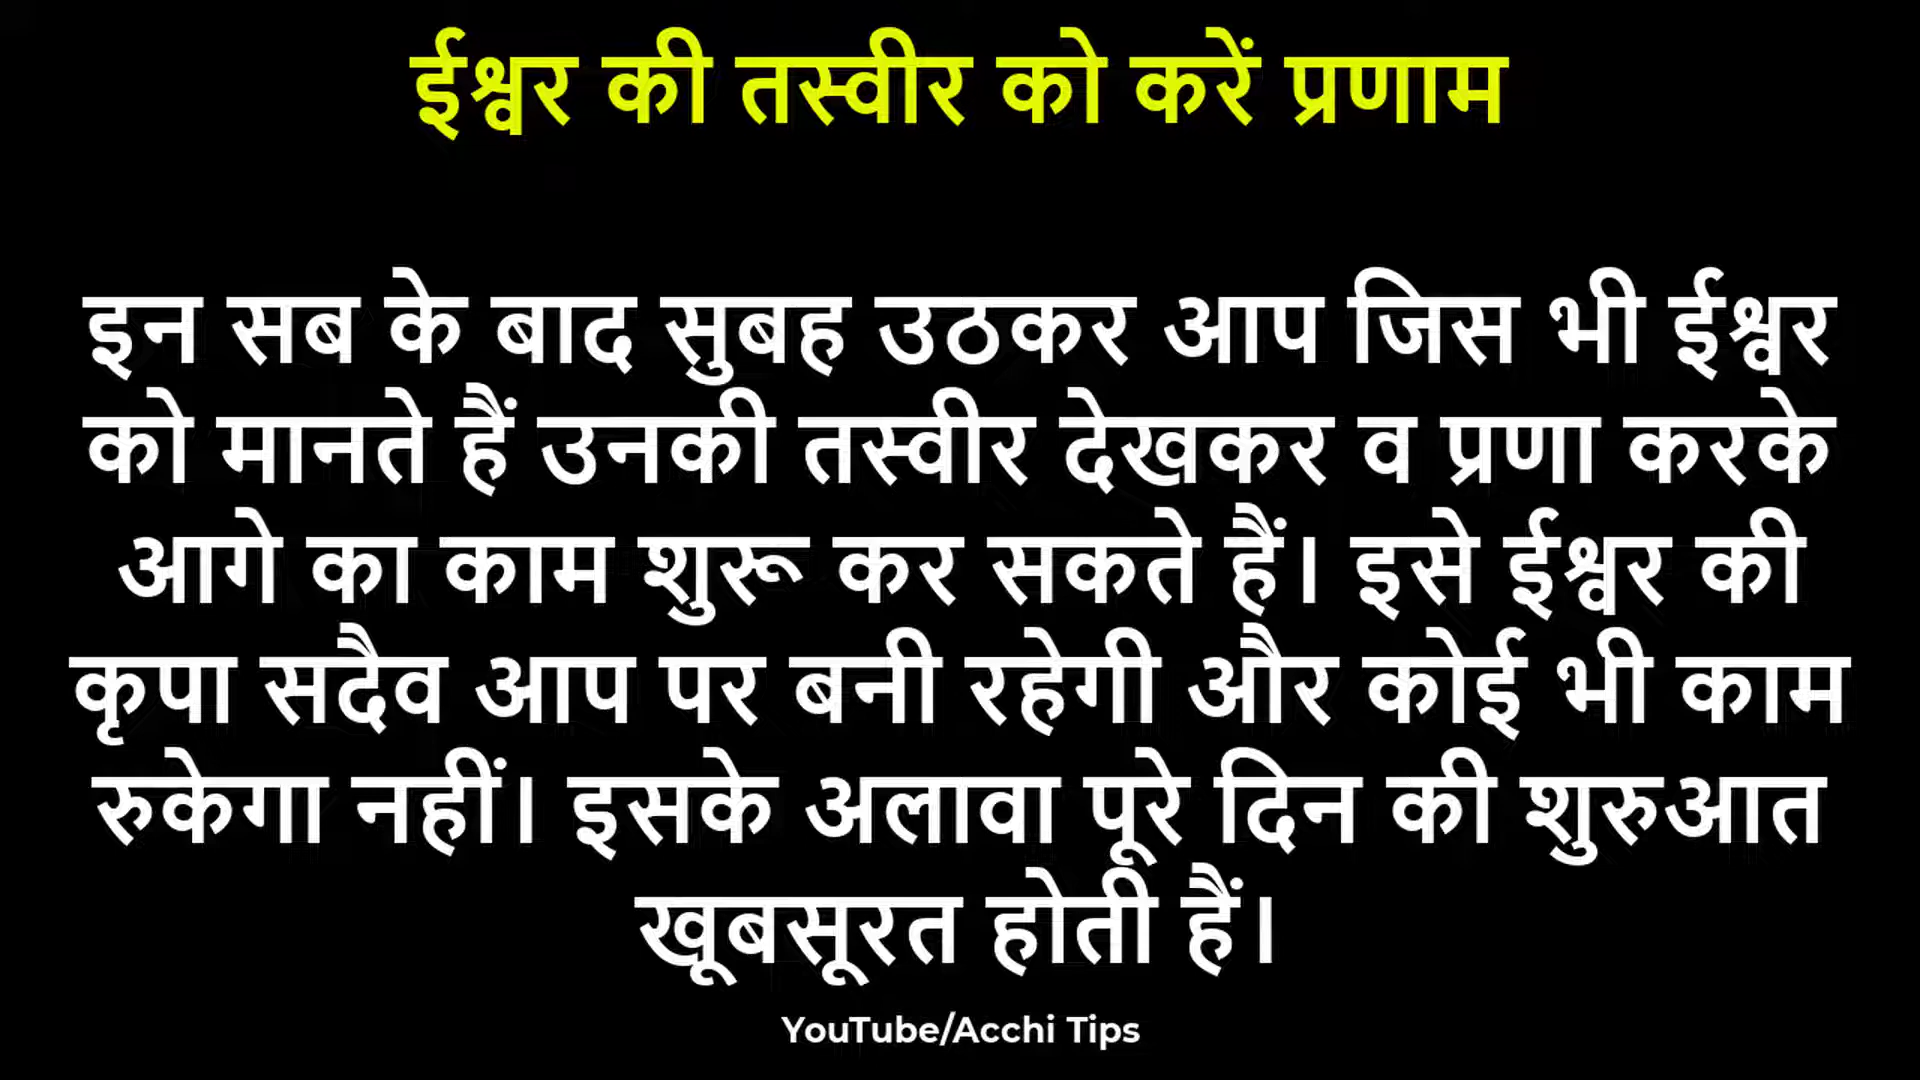 ईश्वर की तस्वीर को करें प्रणाम
इन सब के बाद सुबह उठकर आप जिस भी ईश्वर
को मानते हैं उनकी तस्वीर देखकर व प्रणा करके
आगे का काम शुरू कर सकते हैं। इसे ईश्वर की
कृपा सदैव आप पर बनी रहेगी और कोई भी काम
रुकेगा नहीं। इसके अलावा पूरे दिन की शुरुआत
खूबसूरत होती हैं।
YouTube/Acchi Tips